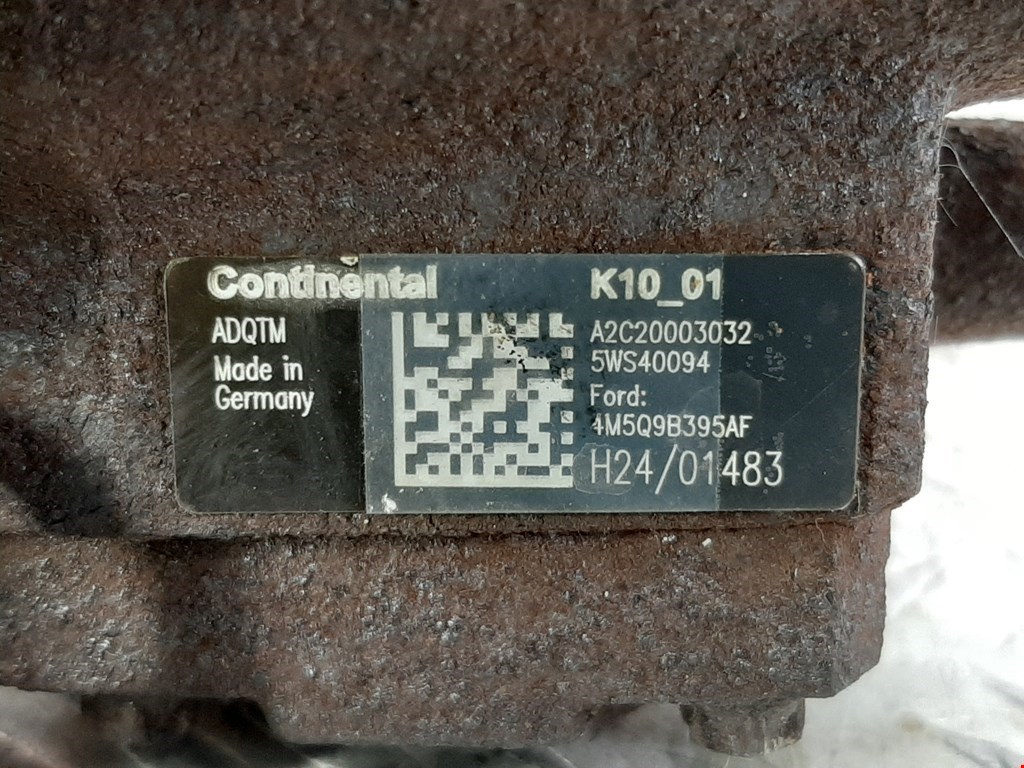 Continental
ADQTM
Made in
Germany
K10_01
A2C20003032
5WS40094
Ford:
4M5Q9B395AF
H24/01483